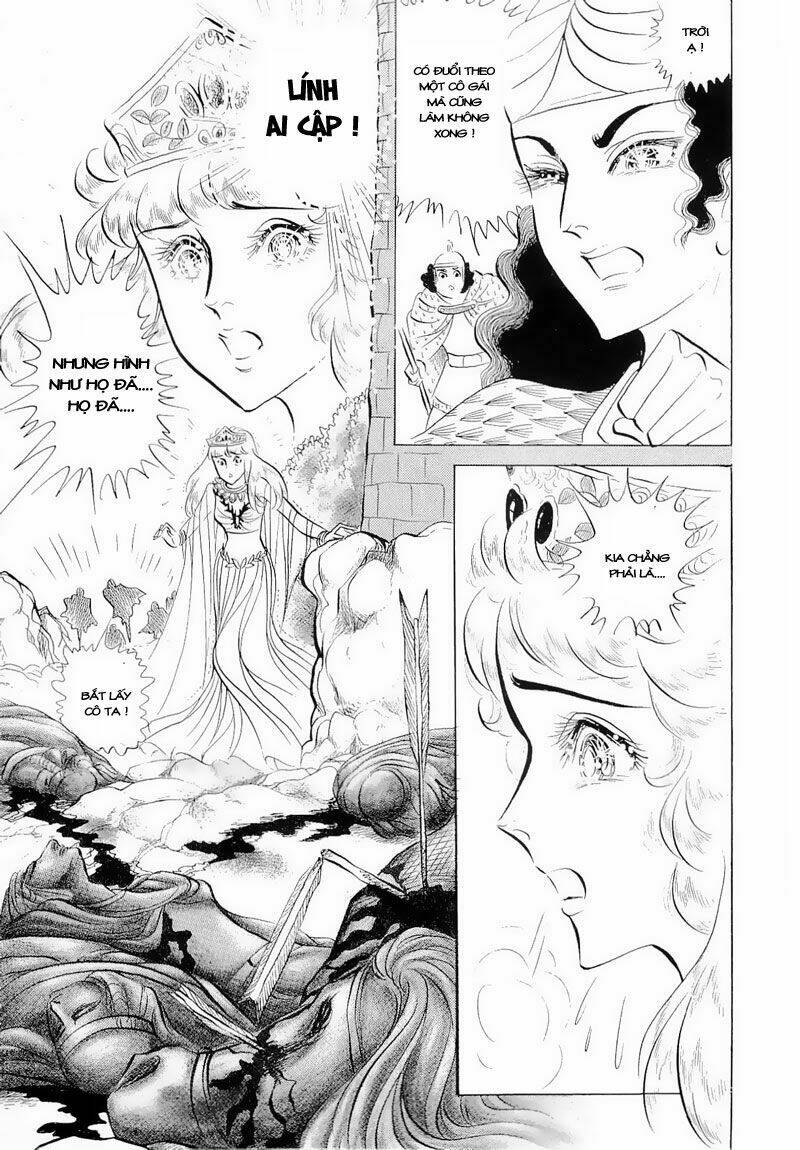 TRỜI
Ạ !
CÓ ĐUỔI THEO
MỘT CÔ GÁI
MÀ CŨNG
LÀM KHÔNG
XONG !
KIA CHẲNG
PHẢI LÀ....
LÍNH
AI CẬP !
NHƯNG HÌNH
NHƯ HỌ ĐÃ....
HỌ ĐÃ....
BẮT LẤY
CÔ TA !